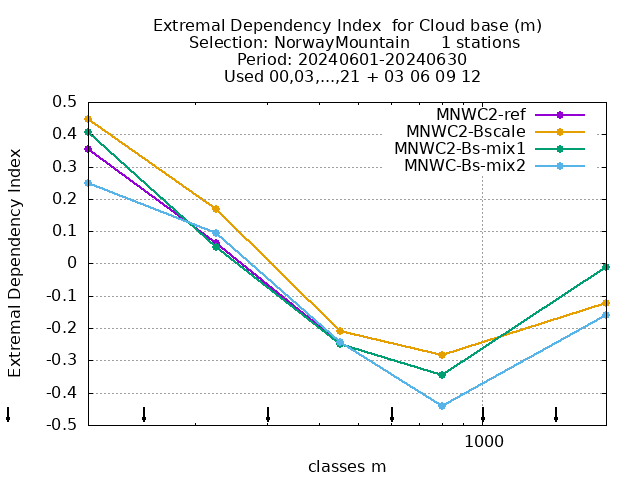 Extremal Dependency Index  for Cloud base (m)
Selection: NorwayMountain      1 stations
Period: 20240601-20240630
Used 00,03,...,21 + 03 06 09 12
Extremal Dependency Index
0.5
0.4
0.3
0.2
0.1
0
-0.1
-0.2
-0.3
-0.4
-0.5
MNWC2-ref
MNWC2-Bscale
MNWC2-Bs-mix1
MNWC-Bs-mix2
1000
classes m